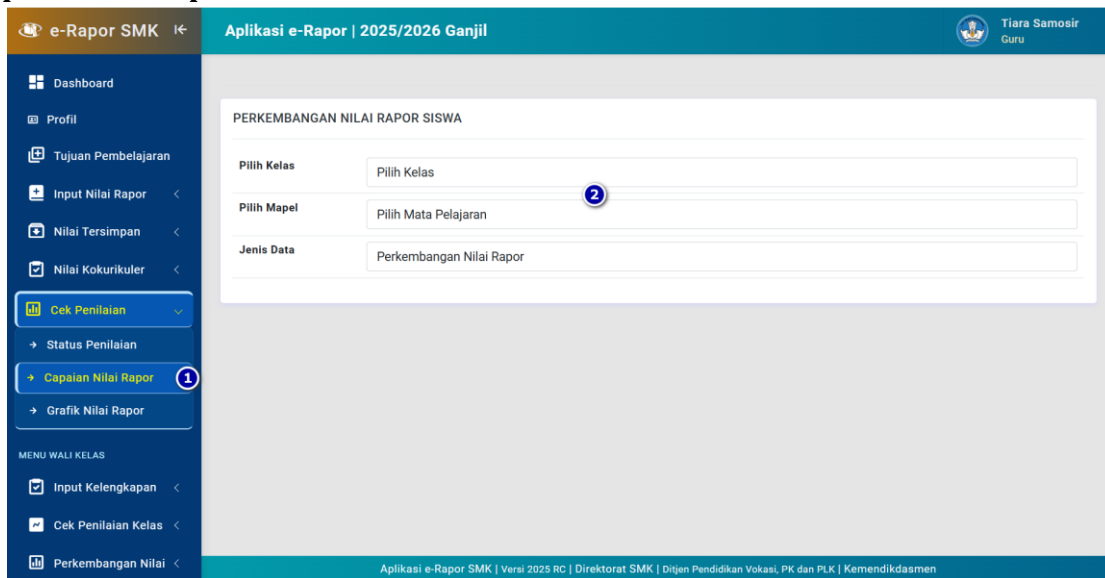 e-Rapor SMK
Aplikasi e-Rapor | 2025/2026 Ganjil
Tiara Samosir
Guru
Dashboard
Profil
Tujuan Pembelajaran
Input Nilai Rapor
Nilai Tersimpan
Nilai Kokurikuler
Cek Penilaian
Status Penilaian
Capaian Nilai Rapor 1
Grafik Nilai Rapor
MENU WALI KELAS
Input Kelengkapan
Cek Penilaian Kelas
Perkembangan Nilai
PERKEMBANGAN NILAI RAPOR SISWA
Pilih Kelas Pilih Kelas
2
Pilih Mapel Pilih Mata Pelajaran
Jenis Data Perkembangan Nilai Rapor
Aplikasi e-Rapor SMK | Versi 2025 RC | Direktorat SMK | Ditjen Pendidikan Vokasi, PK dan PLK | Kemendikdasmen